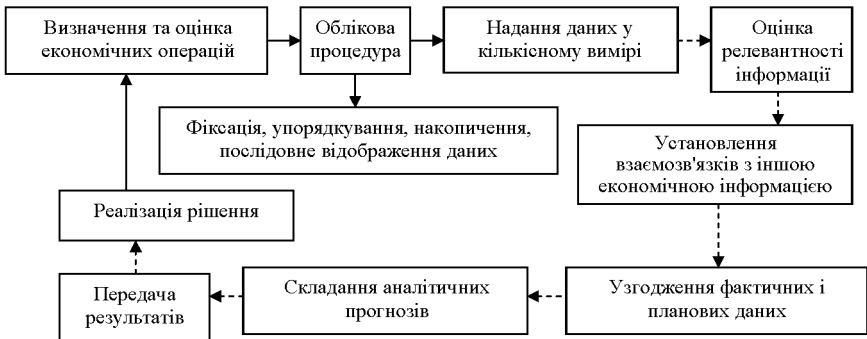 Визначення та оцінка
економічних операцій
Облікова
процедура
Надання даних у
кількісному вимірі
Оцінка
релевантності
інформації
Фіксація, упорядкування, накопичення,
послідовне відображення даних
Установлення
взаємозв'язків з іншою
економічною інформацією
Реалізація рішення
Передача
результатів
Складання аналітичних
прогнозів
Узгодження фактичних і
планових даних